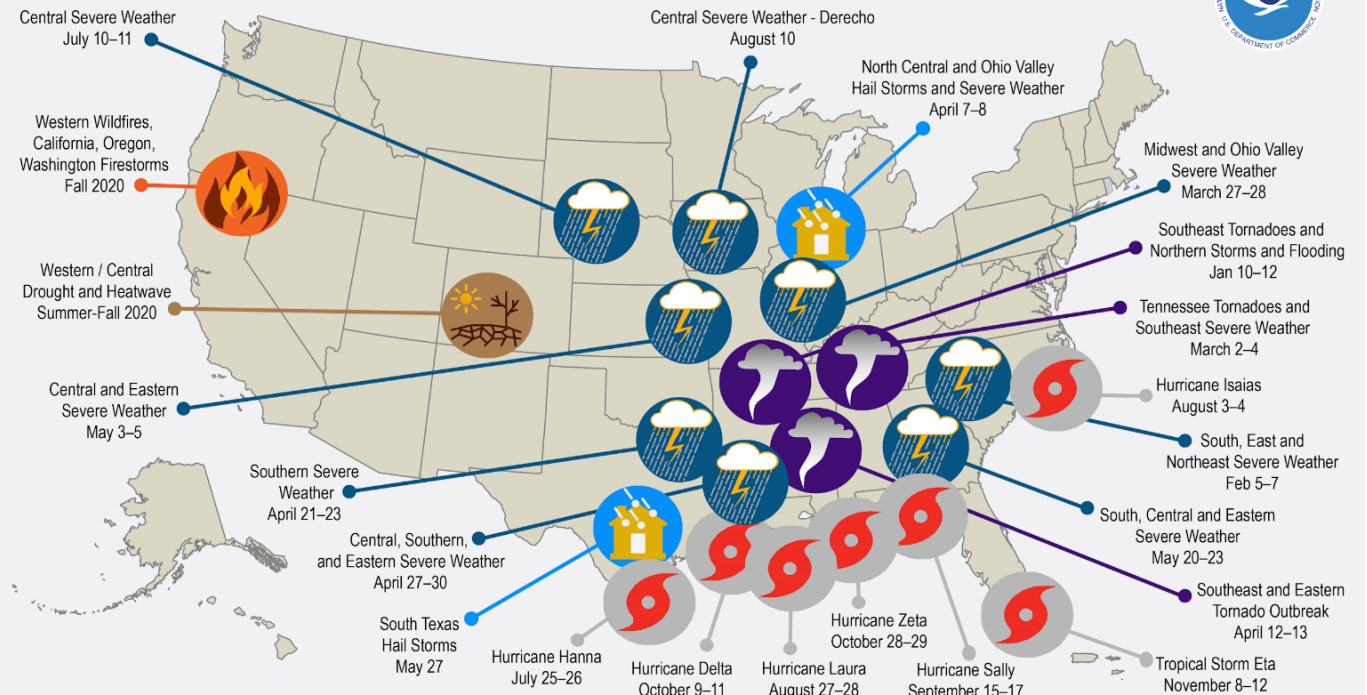 Central Severe Weather
July 10–11
Central Severe Weather - Derecho
August 10
U.S. DEPARTMENT OF COMMERCE
North Central and Ohio Valley
Hail Storms and Severe Weather
April 7–8
Western Wildfires,
California, Oregon,
Washington Firestorms
Fall 2020
Midwest and Ohio Valley
Severe Weather
March 27–28
Southeast Tornadoes and
Northern Storms and Flooding
Jan 10–12
Western / Central
Drought and Heatwave
Summer-Fall 2020
Tennessee Tornadoes and
Southeast Severe Weather
March 2–4
Central and Eastern
Severe Weather
May 3–5
Hurricane Isaias
August 3–4
South, East and
Northeast Severe Weather
Feb 5–7
Southern Severe
Weather
April 21–23
South, Central and Eastern
Severe Weather
May 20–23
Central, Southern,
and Eastern Severe Weather
April 27–30
Southeast and Eastern
Tornado Outbreak
April 12–13
South Texas
Hail Storms
May 27
Hurricane Hanna
July 25–26
Hurricane Delta
October 9–11
Hurricane Laura
August 27–28
Hurricane Zeta
October 28–29
Hurricane Sally
September 15–17
Tropical Storm Eta
November 8–12